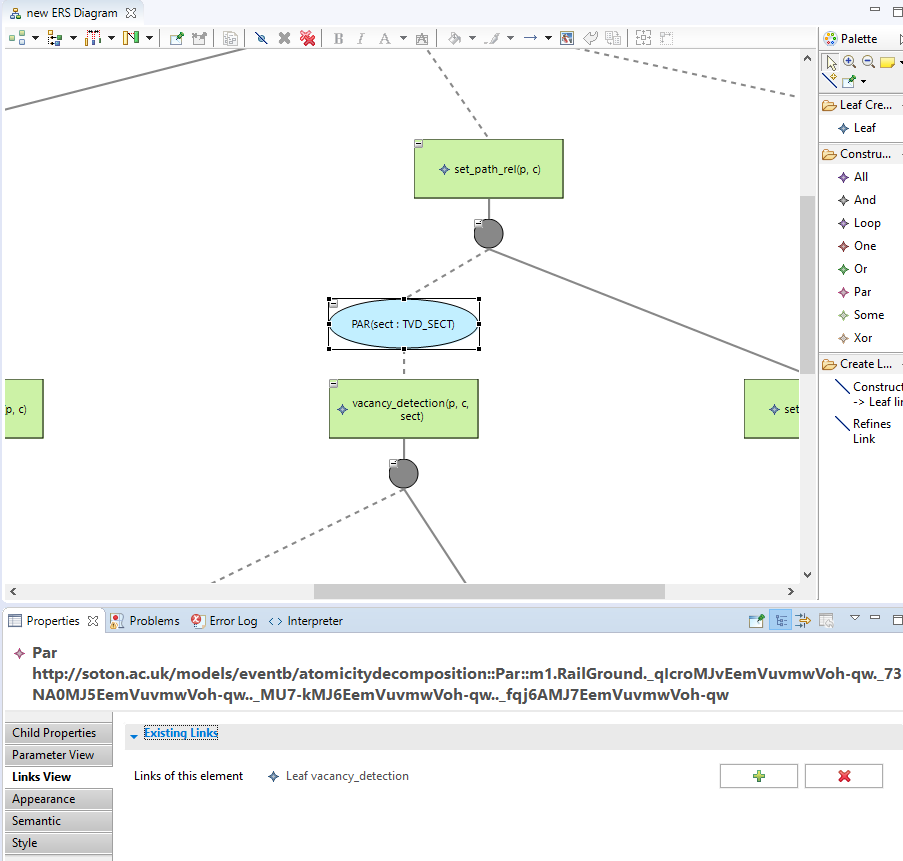 new ERS Diagram
B I A A
Palette
set_path_rel(p, c)
PAR(sect : TVD_SECT)
p, c)
vacancy_detection(p, c,
sect)
set
Leaf Cre...
Leaf
Constru...
All
And
Loop
One
Or
Par
Some
Xor
Create L...
Construct
-> Leaf li
Refines
Link
Properties
Problems
Error Log
Interpreter
Par
http://soton.ac.uk/models/eventb/atomicitydecomposition::Par::m1.RailGround._qIcroMJvEemVuvmwVoh-qw._73
NA0MJ5EemVuvmwVoh-qw.._MU7-kMJ6EemVuvmwVoh-qw.._fqj6AMJ7EemVuvmwVoh-qw
Child Properties
Parameter View
Links View
Appearance
Semantic
Style
Existing Links
Links of this element
Leaf vacancy_detection